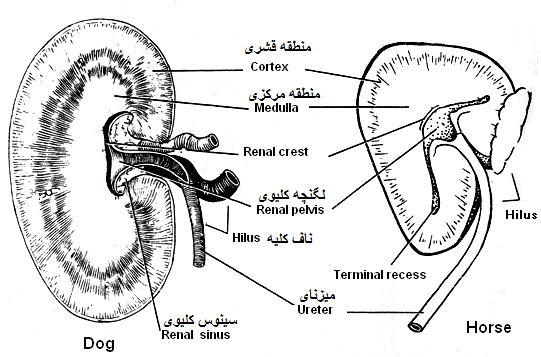 منطقه قشری
Cortex
منطقه مرکزی
Medulla
Renal crest
لگنچه کلیوی
Renal pelvis
Hilus
ناف کلیه
Hilus
Terminal recess
میزنای
Ureter
سینوس کلیوی
Renal sinus
Dog
Horse